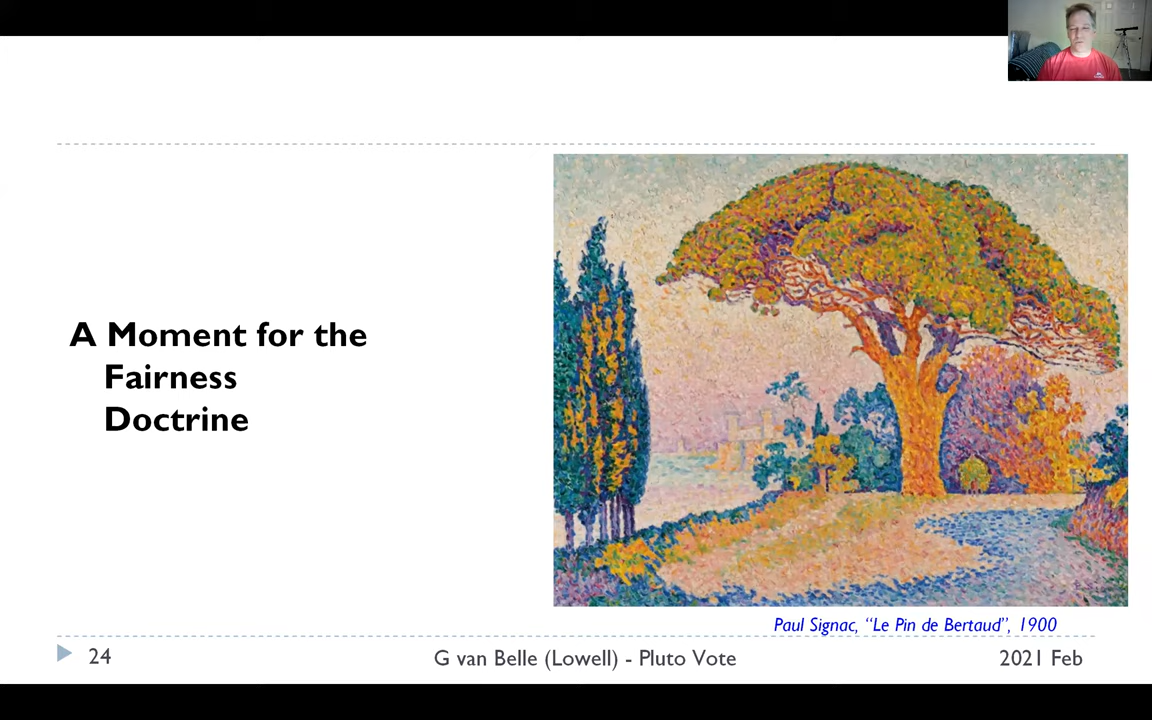 A Moment for the
Fairness
Doctrine
Paul Signac, “Le Pin de Bertaud”, 1900
24
G van Belle (Lowell) - Pluto Vote
2021 Feb